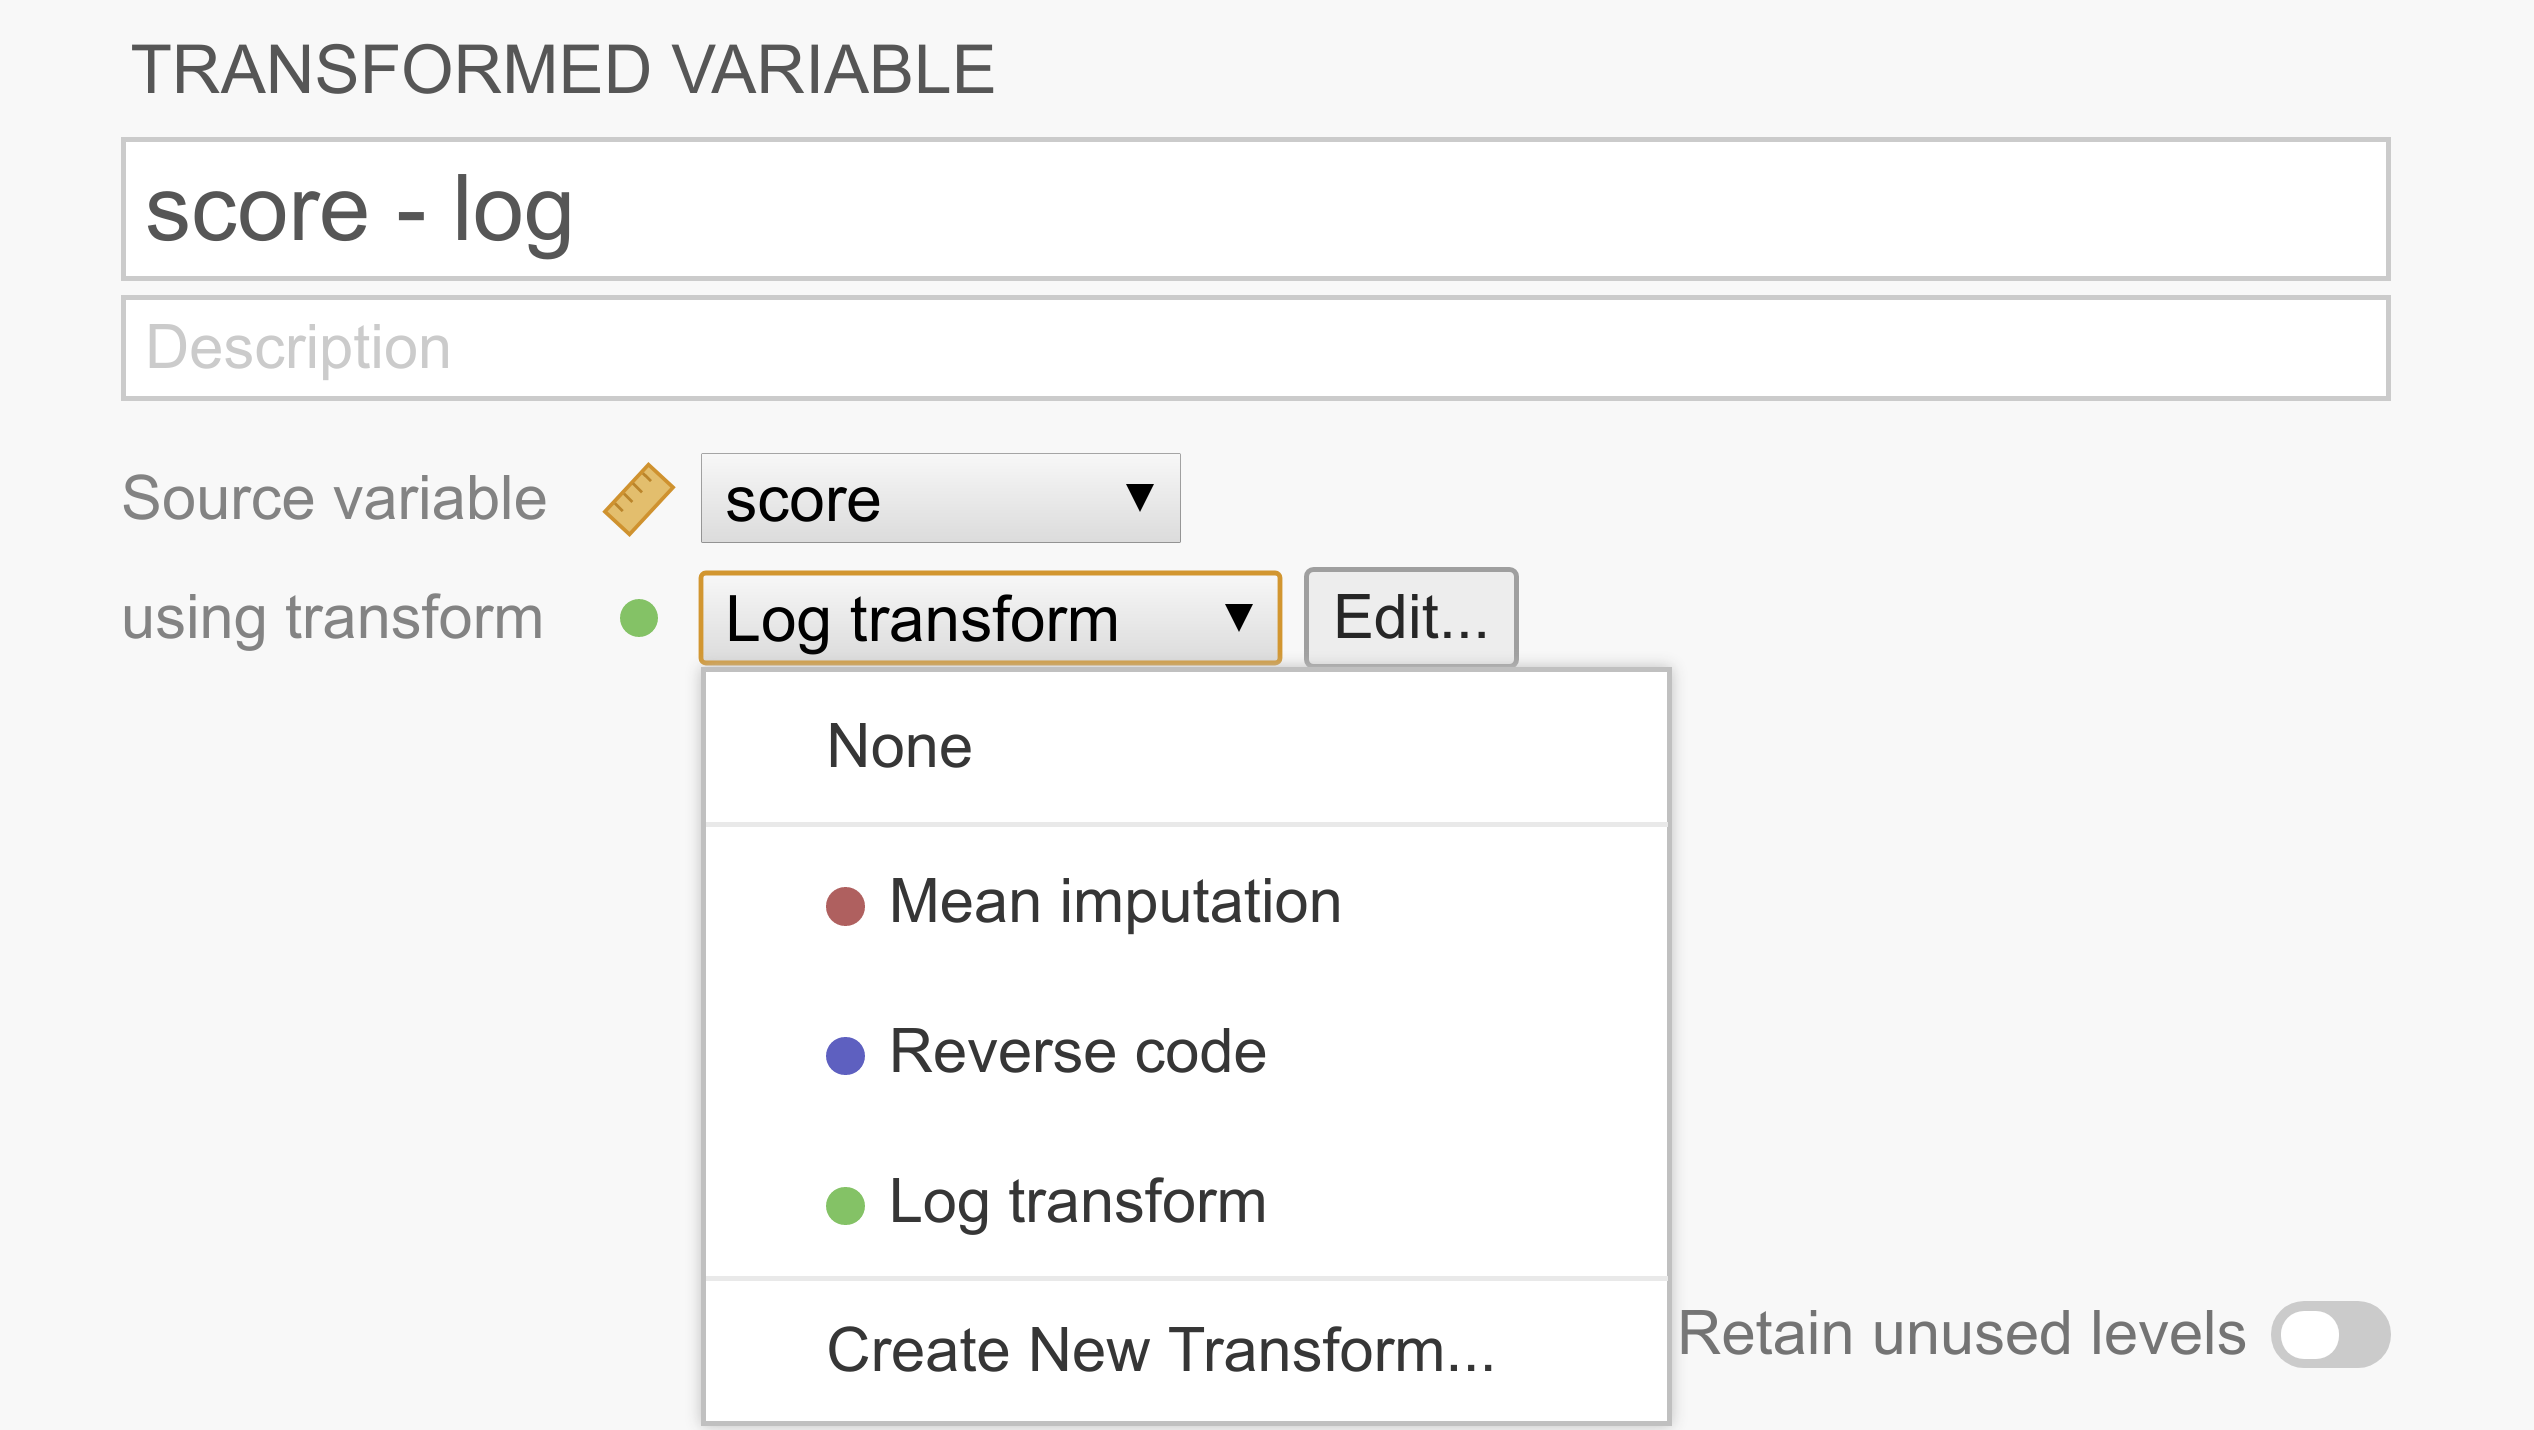 TRANSFORMED VARIABLE
score - log
Description
Source variable score
using transform Log transform Edit...
None
Mean imputation
Reverse code
Log transform
Create New Transform...
Retain unused levels